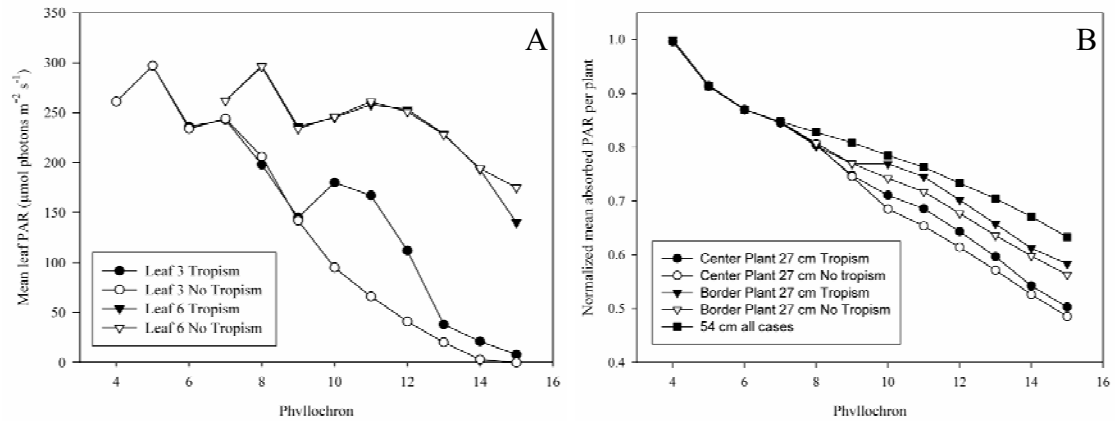 A
350
300
250
200
150
100
50
0
Mean leaf PAR (µmol photons m⁻² s⁻¹)
Leaf 3 Tropism
Leaf 3 No Tropism
Leaf 6 Tropism
Leaf 6 No Tropism
4 6 8 10 12 14 16
Phyllochron
B
1.0
0.9
0.8
0.7
0.6
0.5
0.4
Normalized mean absorbed PAR per plant
Center Plant 27 cm Tropism
Center Plant 27 cm No tropism
Border Plant 27 cm Tropism
Border Plant 27 cm No Tropism
54 cm all cases
4 6 8 10 12 14 16
Phyllochron